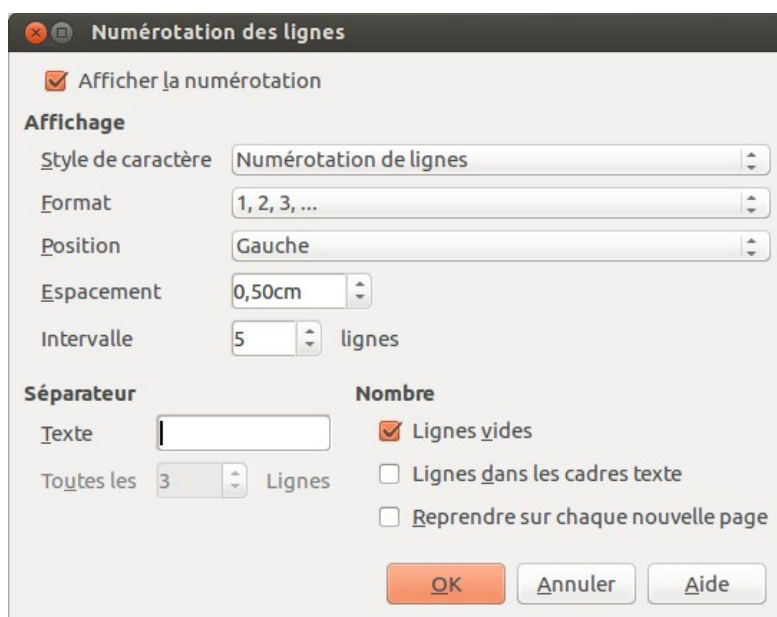 Numérotation des lignes
Afficher la numérotation
Affichage
Style de caractère Numérotation de lignes
Format 1, 2, 3, ...
Position Gauche
Espacement 0,50cm
Intervalle 5 lignes
Séparateur
Texte
Toutes les 3 Lignes
Nombre
Lignes vides
Lignes dans les cadres texte
Reprendre sur chaque nouvelle page
OK Annuler Aide